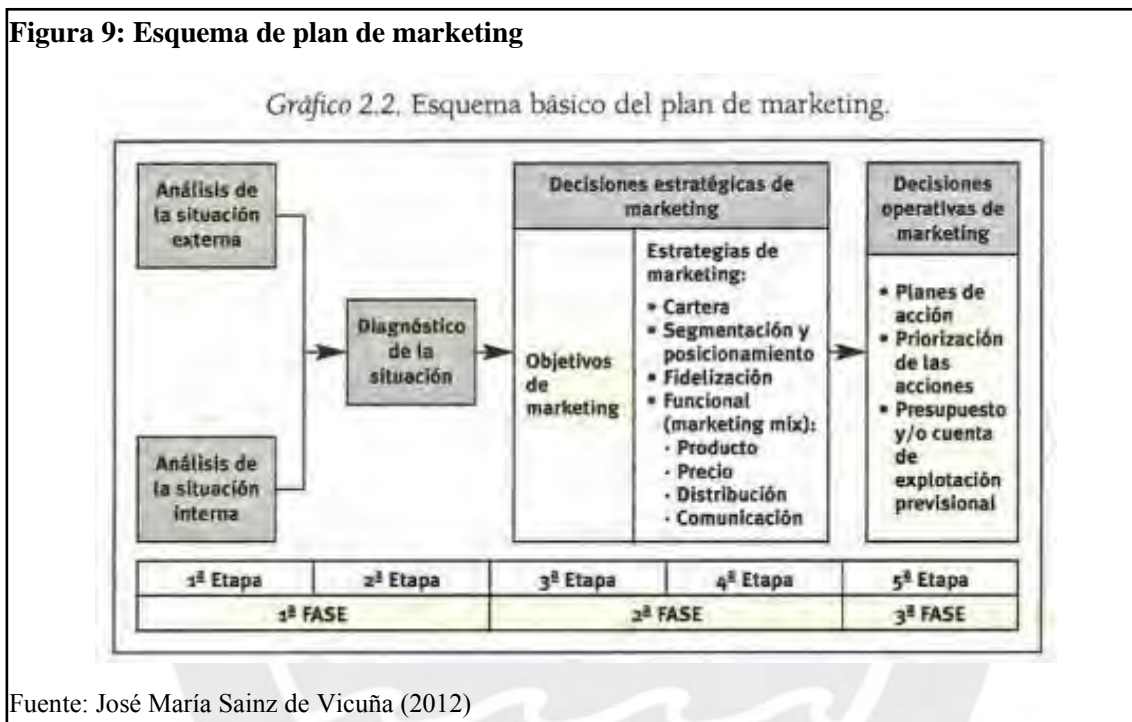 Figura 9: Esquema de plan de marketing
Gráfico 2.2. Esquema básico del plan de marketing.
Análisis de
la situación
externa
Análisis de
la situación
interna
Diagnóstico
de la
situación
Decisiones estratégicas de
marketing
Objetivos
de
marketing
Estrategias de
marketing:
• Cartera
• Segmentación y
posicionamiento
• Fidelización
• Funcional
(marketing mix):
· Producto
· Precio
· Distribución
· Comunicación
Decisiones
operativas de
marketing
• Planes de
acción
• Priorización
de las
acciones
• Presupuesto
y/o cuenta
de
explotación
previsional
1ª Etapa 2ª Etapa 3ª Etapa 4ª Etapa 5ª Etapa
1ª FASE 2ª FASE 3ª FASE
Fuente: José María Sainz de Vicuña (2012)